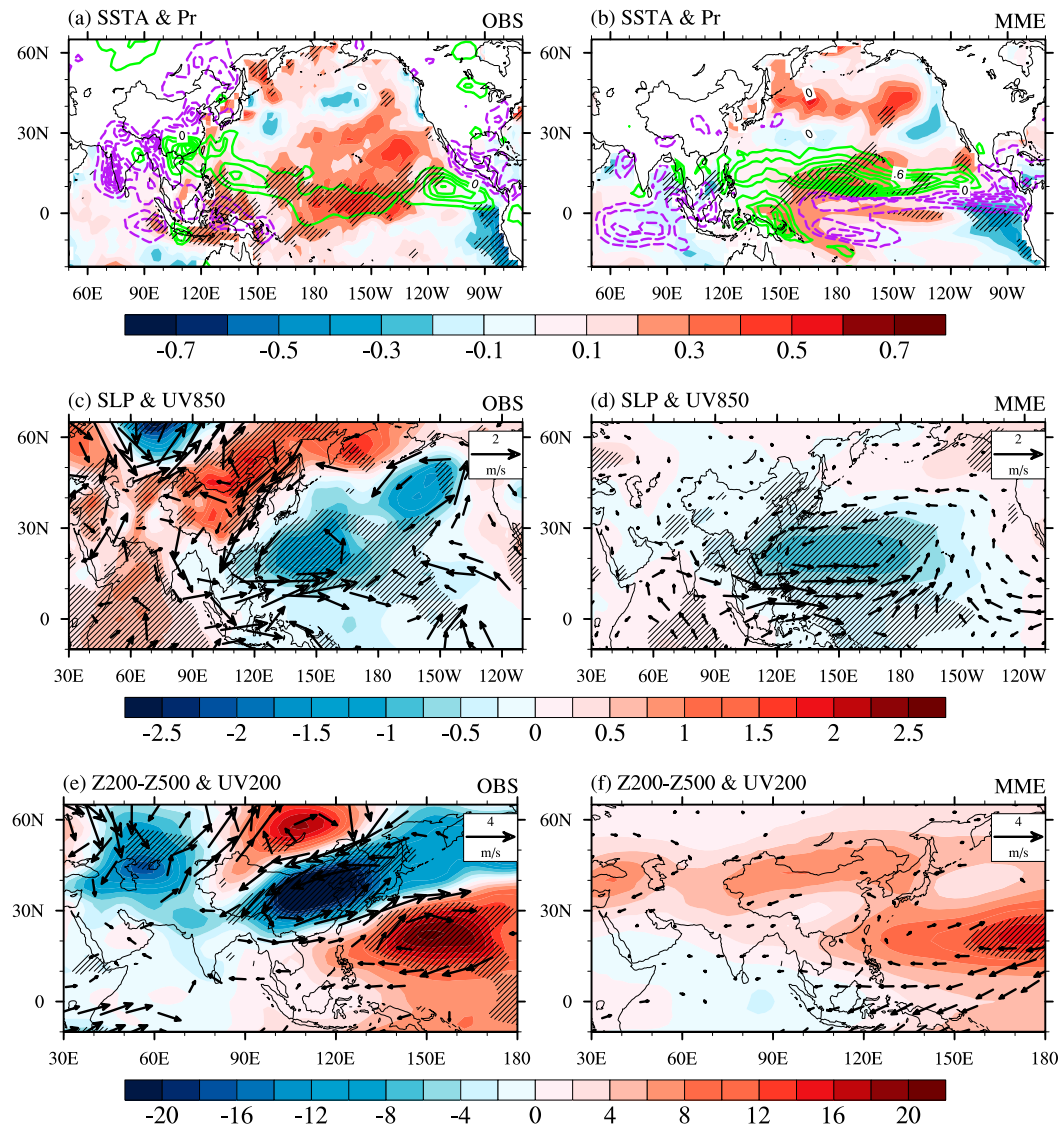 (a) SSTA & Pr OBS (b) SSTA & Pr MME
60N 0 0
30N 0 30N 0
0 0 0 .6 0
60E 90E 120E 150E 180 150W 120W 90W 60E 90E 120E 150E 180 150W 120W 90W
-0.7 -0.5 -0.3 -0.1 0.1 0.3 0.5 0.7
(c) SLP & UV850 OBS (d) SLP & UV850 MME
60N 2 m/s 60N 2 m/s
30N 30N
0 0
30E 60E 90E 120E 150E 180 150W 120W 30E 60E 90E 120E 150E 180 150W 120W
-2.5 -2 -1.5 -1 -0.5 0 0.5 1 1.5 2 2.5
(e) Z200-Z500 & UV200 OBS (f) Z200-Z500 & UV200 MME
60N 4 m/s 60N 4 m/s
30N 30N
0 0
30E 60E 90E 120E 150E 180 30E 60E 90E 120E 150E 180
-20 -16 -12 -8 -4 0 4 8 12 16 20